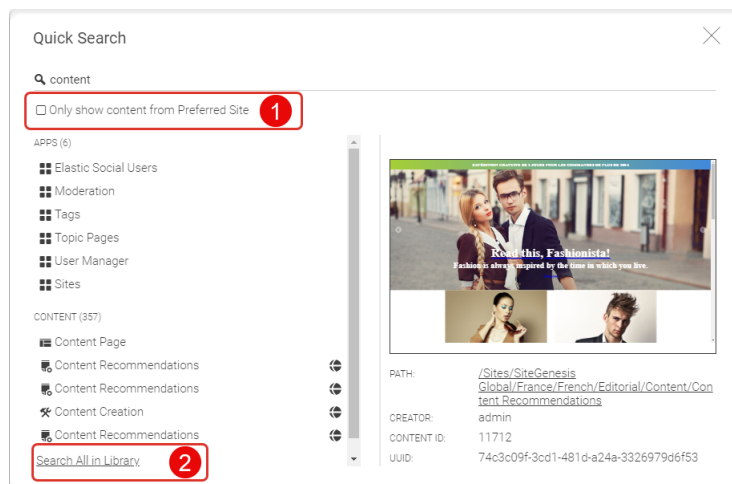 Quick Search
content
Only show content from Preferred Site
1
APPS (6)
Elastic Social Users
Moderation
Tags
Topic Pages
User Manager
Sites
CONTENT (357)
Content Page
Content Recommendations
Content Recommendations
Content Creation
Content Recommendations
Search All in Library
2
Read this, Fashionista!
Fashion is always inspired by the time in which you live.
PATH:
/Sites/SiteGenesis
Global/France/French/Editorial/Content/Con
tent Recommendations
CREATOR:
admin
CONTENT ID:
11712
UUID:
74c3c09f-3cd1-481d-a24a-3326979d6f53